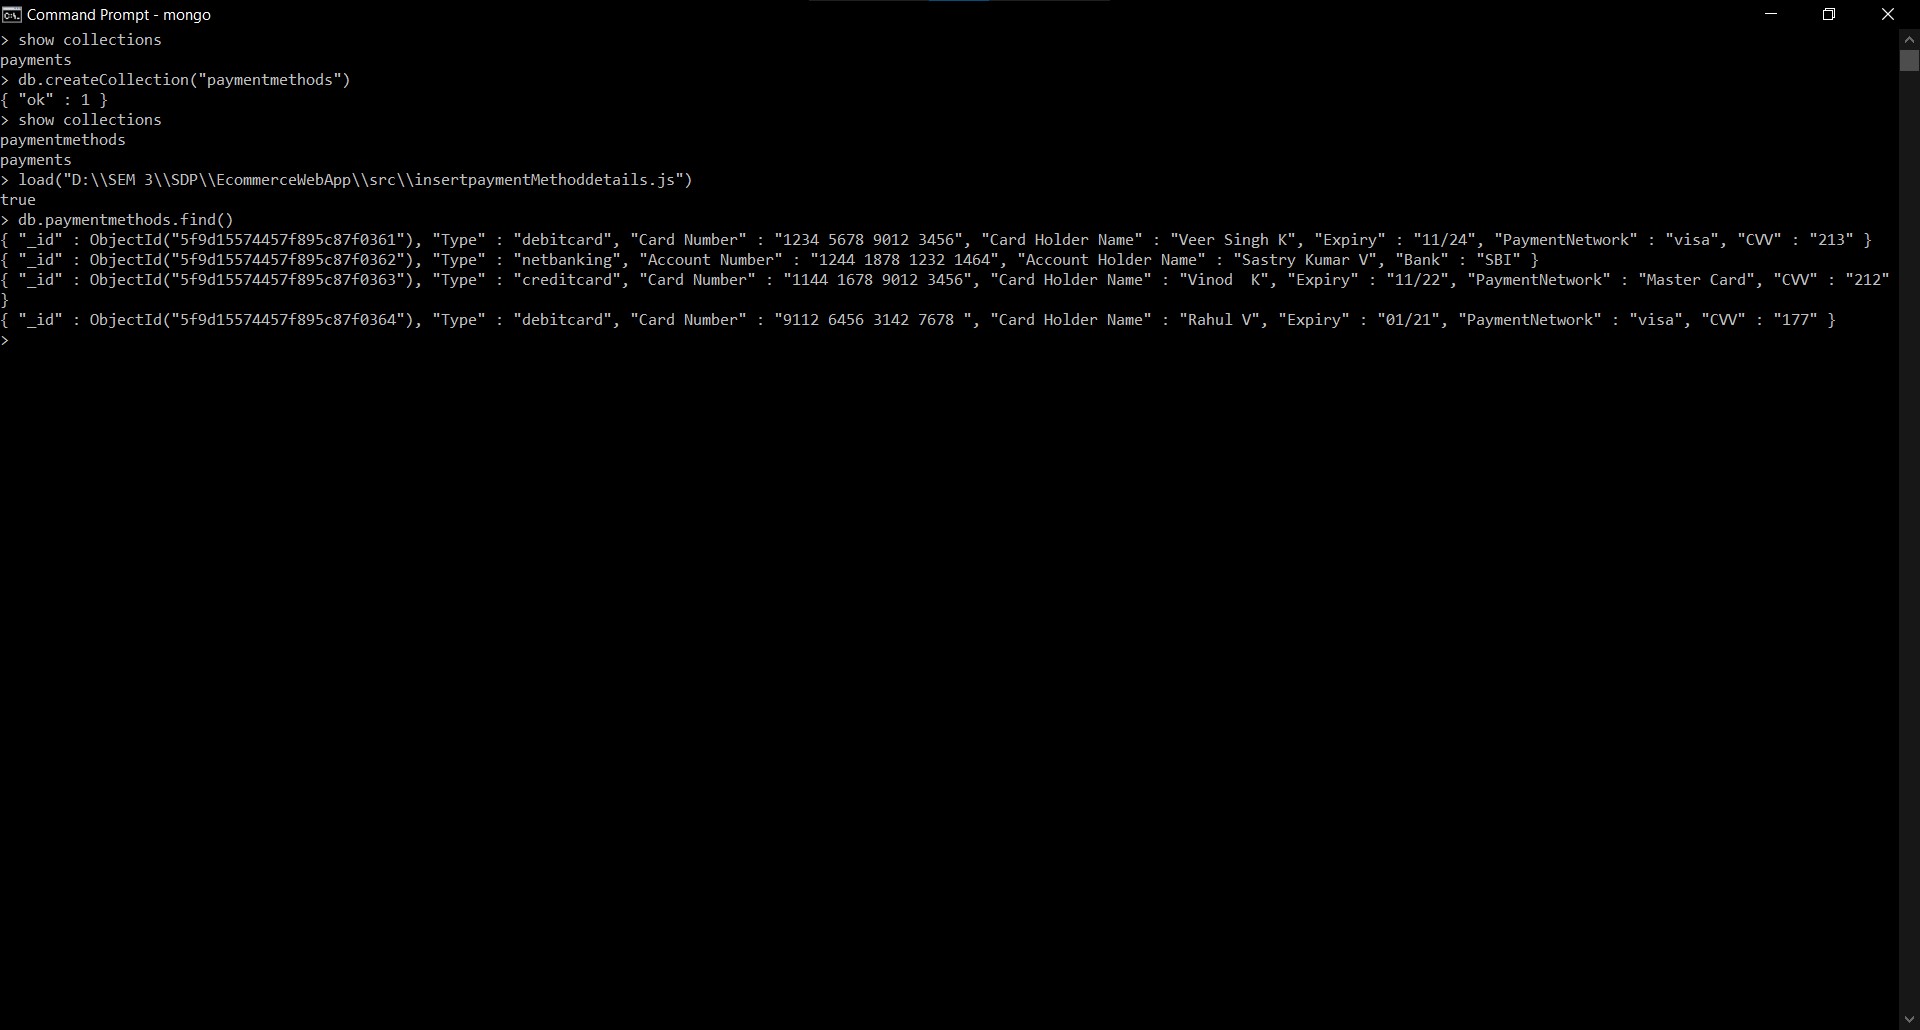 Command Prompt - mongo
> show collections
payments
> db.createCollection("paymentmethods")
{ "ok" : 1 }
> show collections
paymentmethods
payments
> load("D:\\SEM 3\\SDP\\EcommerceWebApp\\src\\insertpaymentMethoddetails.js")
true
> db.paymentmethods.find()
{ "_id" : ObjectId("5f9d15574457f895c87f0361"), "Type" : "debitcard", "Card Number" : "1234 5678 9012 3456", "Card Holder Name" : "Veer Singh K", "Expiry" : "11/24", "PaymentNetwork" : "visa", "CVV" : "213" }
{ "_id" : ObjectId("5f9d15574457f895c87f0362"), "Type" : "netbanking", "Account Number" : "1244 1878 1232 1464", "Account Holder Name" : "Sastry Kumar V", "Bank" : "SBI" }
{ "_id" : ObjectId("5f9d15574457f895c87f0363"), "Type" : "creditcard", "Card Number" : "1144 1678 9012 3456", "Card Holder Name" : "Vinod  K", "Expiry" : "11/22", "PaymentNetwork" : "Master Card", "CVV" : "212"
}
{ "_id" : ObjectId("5f9d15574457f895c87f0364"), "Type" : "debitcard", "Card Number" : "9112 6456 3142 7678 ", "Card Holder Name" : "Rahul V", "Expiry" : "01/21", "PaymentNetwork" : "visa", "CVV" : "177" }
>